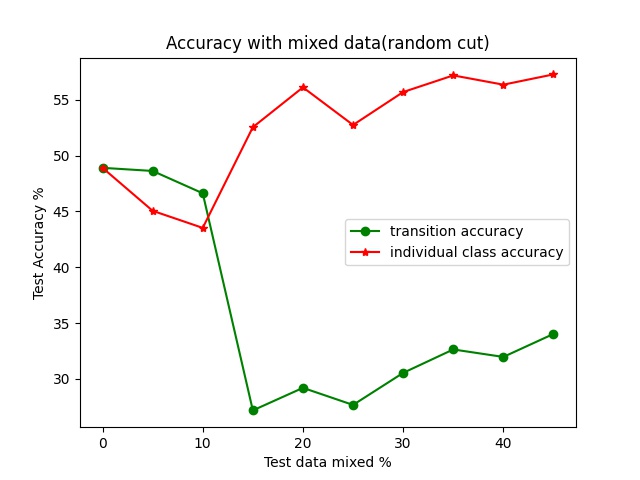 Accuracy with mixed data(random cut)
Test Accuracy %
55
50
45
40
35
30
transition accuracy
individual class accuracy
0
10
20
30
40
Test data mixed %